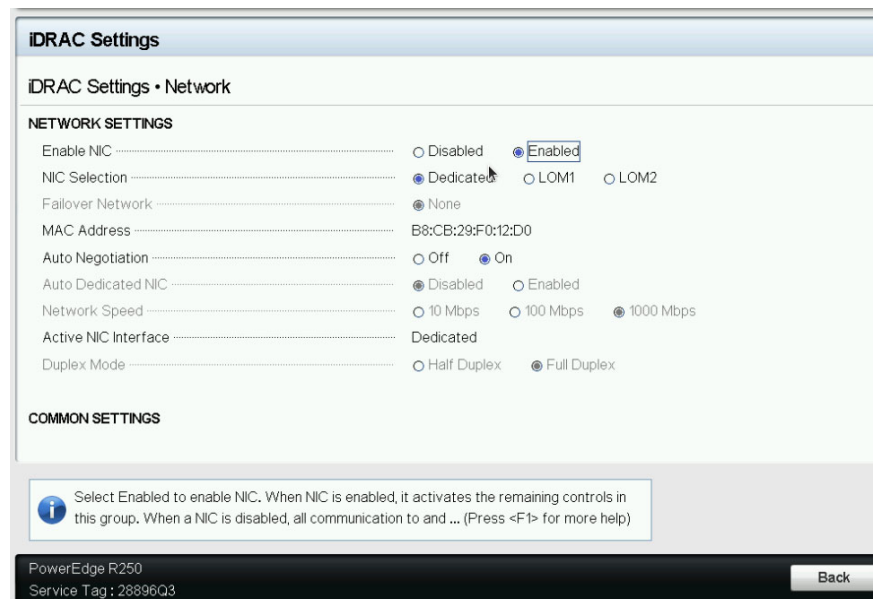 iDRAC Settings
iDRAC Settings • Network
NETWORK SETTINGS
Enable NIC Disabled Enabled
NIC Selection Dedicated LOM1 LOM2
Failover Network None
MAC Address B8:CB:29:F0:12:D0
Auto Negotiation Off On
Auto Dedicated NIC Disabled Enabled
Network Speed 10 Mbps 100 Mbps 1000 Mbps
Active NIC Interface Dedicated
Duplex Mode Half Duplex Full Duplex
COMMON SETTINGS
Select Enabled to enable NIC. When NIC is enabled, it activates the remaining controls in
this group. When a NIC is disabled, all communication to and ... (Press <F1> for more help)
PowerEdge R250
Service Tag : 28896Q3
Back